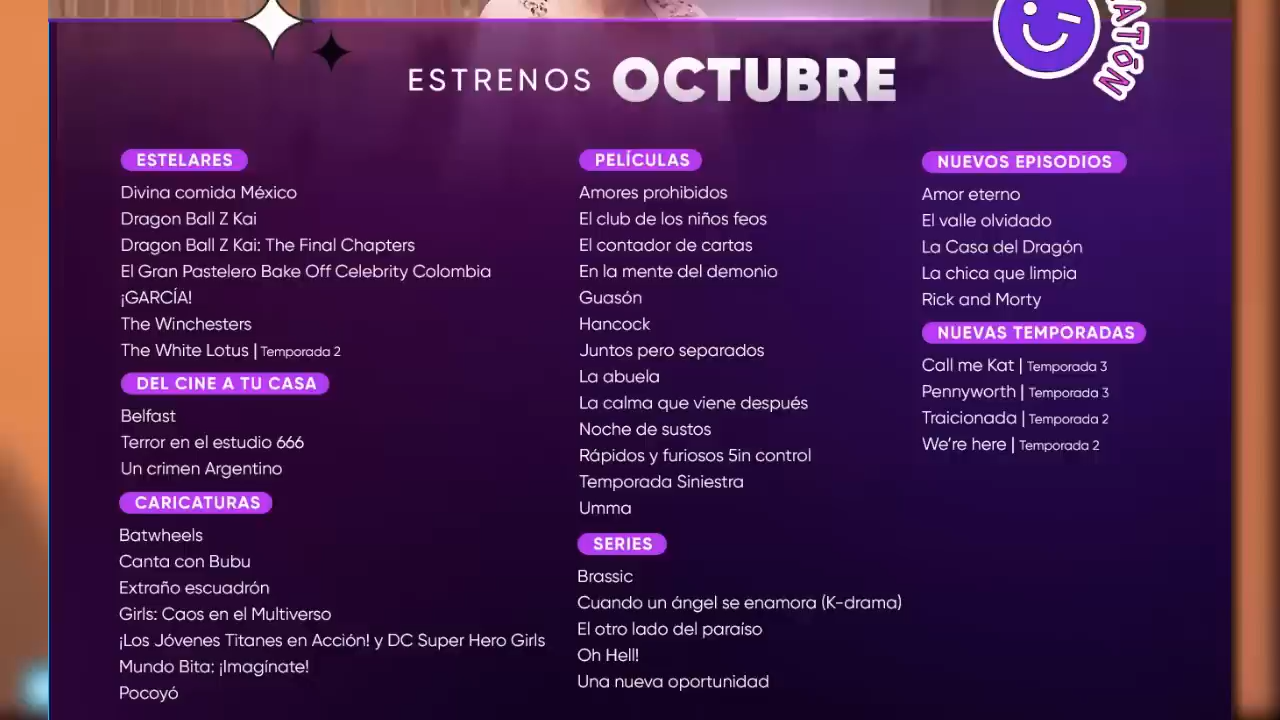 ATÓN
ESTRENOS OCTUBRE
ESTELARES
Divina comida México
Dragon Ball Z Kai
Dragon Ball Z Kai: The Final Chapters
El Gran Pastelero Bake Off Celebrity Colombia
¡GARCÍA!
The Winchesters
The White Lotus | Temporada 2
DEL CINE A TU CASA
Belfast
Terror en el estudio 666
Un crimen Argentino
CARICATURAS
Batwheels
Canta con Bubu
Extraño escuadrón
Girls: Caos en el Multiverso
¡Los Jóvenes Titanes en Acción! y DC Super Hero Girls
Mundo Bita: ¡Imagínate!
Pocoyó
PELÍCULAS
Amores prohibidos
El club de los niños feos
El contador de cartas
En la mente del demonio
Guasón
Hancock
Juntos pero separados
La abuela
La calma que viene después
Noche de sustos
Rápidos y furiosos 5in control
Temporada Siniestra
Umma
SERIES
Brassic
Cuando un ángel se enamora (K-drama)
El otro lado del paraíso
Oh Hell!
Una nueva oportunidad
NUEVOS EPISODIOS
Amor eterno
El valle olvidado
La Casa del Dragón
La chica que limpia
Rick and Morty
NUEVAS TEMPORADAS
Call me Kat | Temporada 3
Pennyworth | Temporada 3
Traicionada | Temporada 2
We're here | Temporada 2